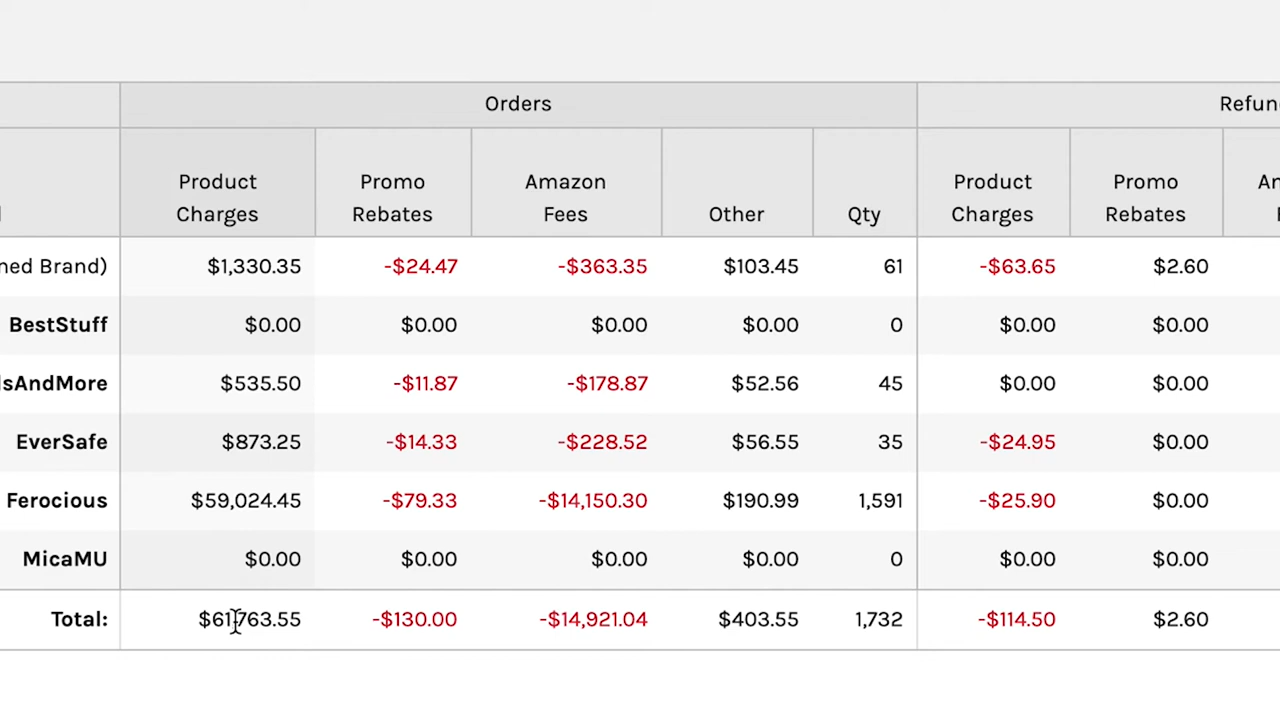 Orders Refun
Product Charges Promo Rebates Amazon Fees Other Qty Product Charges Promo Rebates
ned Brand) $1,330.35 -$24.47 -$363.35 $103.45 61 -$63.65 $2.60
BestStuff $0.00 $0.00 $0.00 $0.00 0 $0.00 $0.00
sAndMore $535.50 -$11.87 -$178.87 $52.56 45 $0.00 $0.00
EverSafe $873.25 -$14.33 -$228.52 $56.55 35 -$24.95 $0.00
Ferocious $59,024.45 -$79.33 -$14,150.30 $190.99 1,591 -$25.90 $0.00
MicaMU $0.00 $0.00 $0.00 $0.00 0 $0.00 $0.00
Total: $61,763.55 -$130.00 -$14,921.04 $403.55 1,732 -$114.50 $2.60